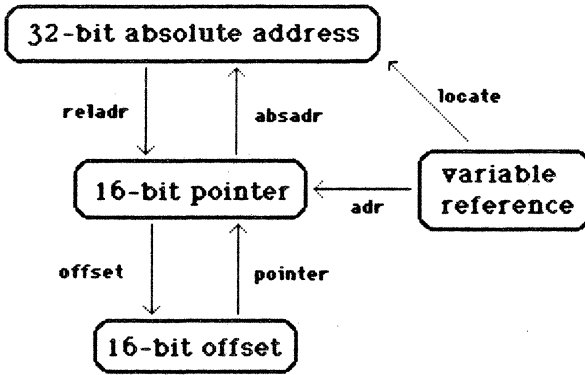 32-bit absolute address
locate
reladr
absadr
variable
reference
16-bit pointer
adr
offset
pointer
16-bit offset